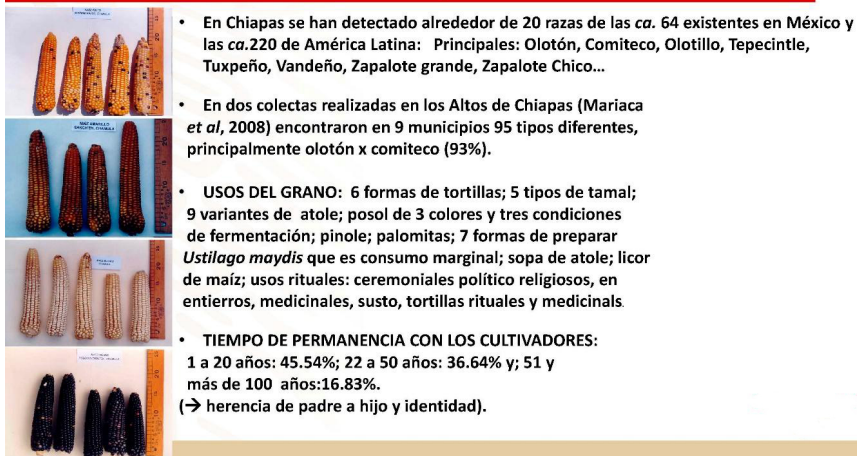 • En Chiapas se han detectado alrededor de 20 razas de las ca. 64 existentes en México y
las ca.220 de América Latina: Principales: Olotón, Comiteco, Olotillo, Tepecintle,
Tuxpeño, Vandeño, Zapalote grande, Zapalote Chico...
• En dos colectas realizadas en los Altos de Chiapas (Mariaca
et al, 2008) encontraron en 9 municipios 95 tipos diferentes,
principalmente olotón x comiteco (93%).
• USOS DEL GRANO: 6 formas de tortillas; 5 tipos de tamal;
9 variantes de atole; posol de 3 colores y tres condiciones
de fermentación; pinole; palomitas; 7 formas de preparar
Ustilago maydis que es consumo marginal; sopa de atole; licor
de maíz; usos rituales: ceremoniales político religiosos, en
entierros, medicinales, susto, tortillas rituales y medicinals.
• TIEMPO DE PERMANENCIA CON LOS CULTIVADORES:
1 a 20 años: 45.54%; 22 a 50 años: 36.64% y; 51 y
más de 100 años:16.83%.
(→ herencia de padre a hijo y identidad).